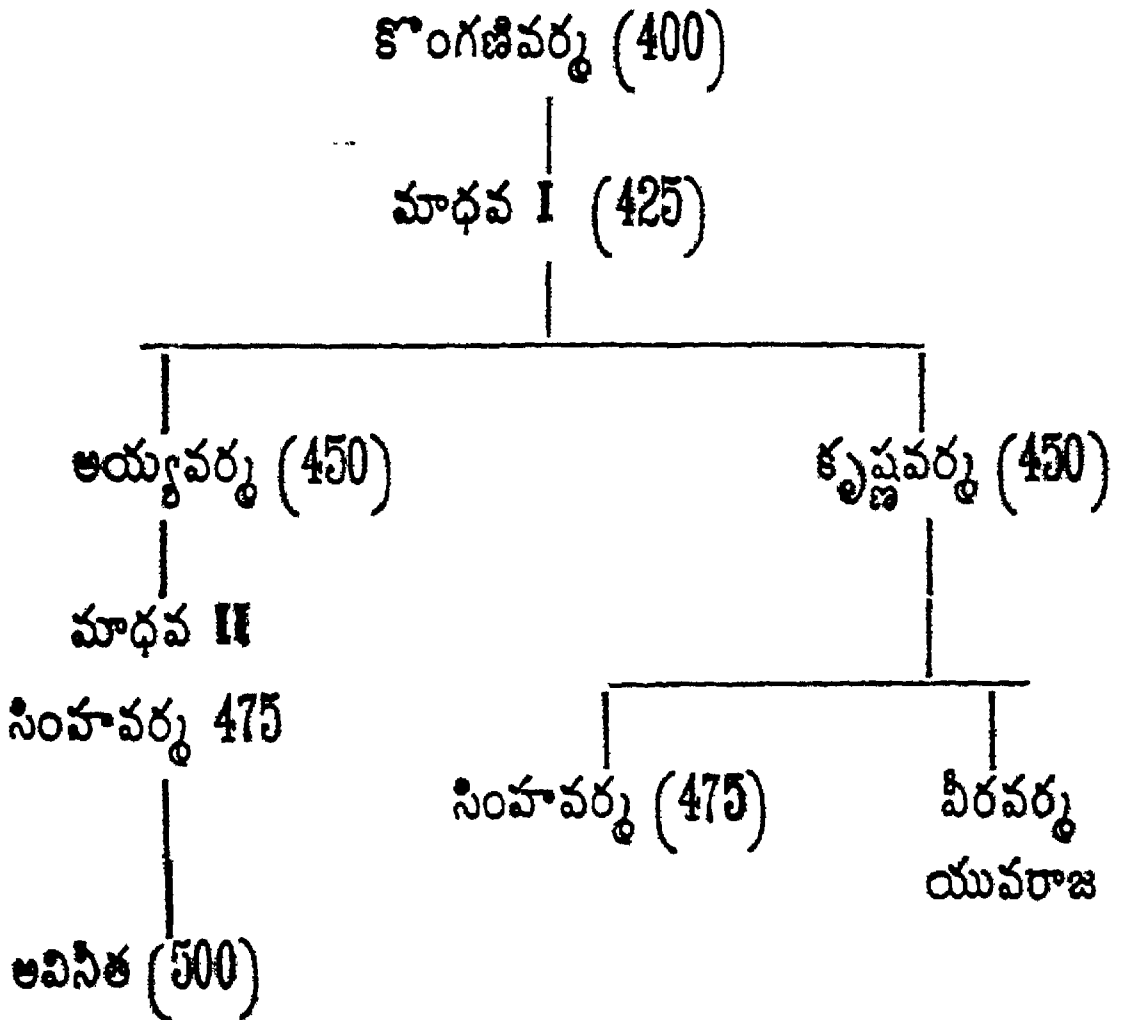 కొంగణివర్మ (400)
మాధవ I (425)
అయ్యవర్మ (450) కృష్ణవర్మ (450)
మాధవ II
సింహవర్మ 475
సింహవర్మ (475) వీరవర్మ
యువరాజ
అవినీత (500)